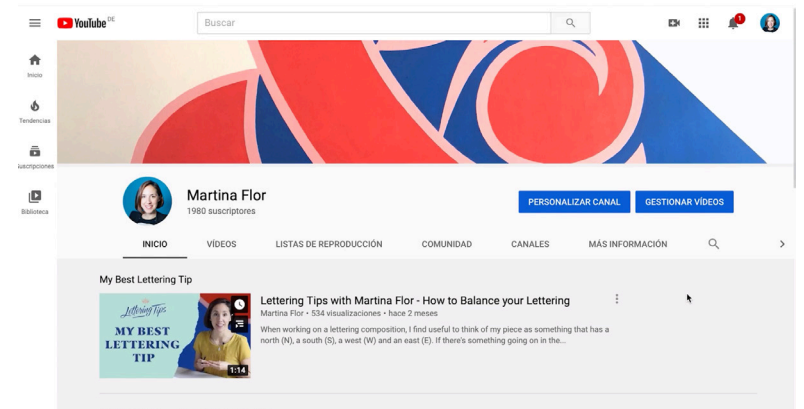 YouTube DE
Buscar
1
Inicio
Tendencias
Suscripciones
Biblioteca
Martina Flor
1980 suscriptores
PERSONALIZAR CANAL
GESTIONAR VÍDEOS
INICIO
VÍDEOS
LISTAS DE REPRODUCCIÓN
COMUNIDAD
CANALES
MÁS INFORMACIÓN
My Best Lettering Tip
Lettering Tips
MY BEST
LETTERING
TIP
1:14
Lettering Tips with Martina Flor - How to Balance your Lettering
Martina Flor • 534 visualizaciones • hace 2 meses
When working on a lettering composition, I find useful to think of my piece as something that has a
north (N), a south (S), a west (W) and an east (E). If there's something going on in the...